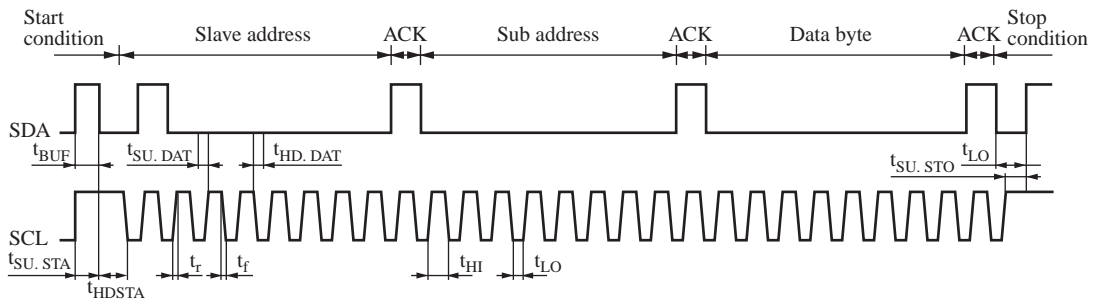 Start condition
Slave address
ACK
Sub address
ACK
Data byte
ACK
Stop condition
SDA
tBUF
tSU. DAT
tHD. DAT
tLO
tSU. STO
SCL
tSU. STA
tHDSTA
tr
tf
tHI
tLO